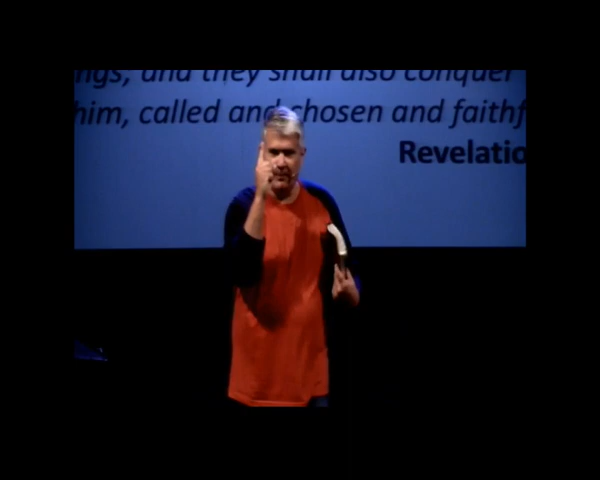 and they shall also conquer
him, called and chosen and faithf
Revelatio